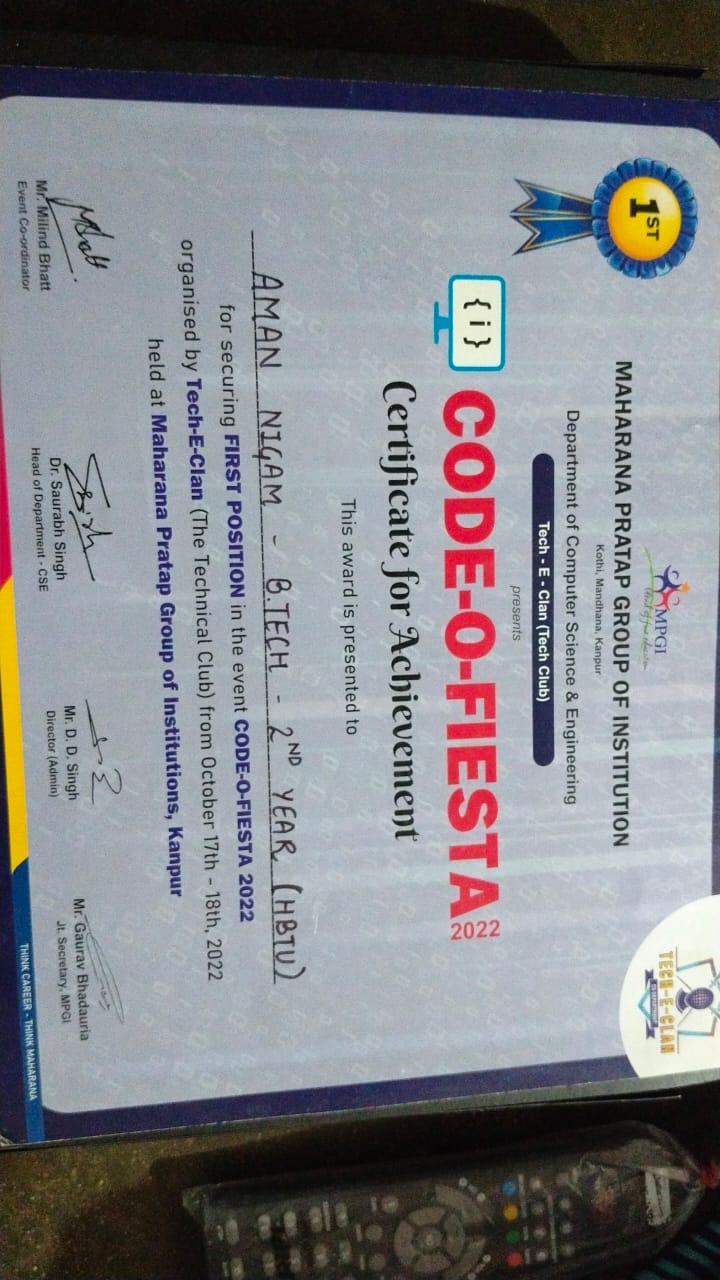 1ST
MPGI
MAHARANA PRATAP GROUP OF INSTITUTION
Kothi, Mandhana, Kanpur
Department of Computer Science & Engineering
Tech - E - Clan (Tech Club)
presents
TECH-E-CLAN
{ i } CODE-O-FIESTA
2022
Certificate for Achievement
This award is presented to
AMAN NIGAM - B.TECH - 2ND YEAR (HBTU)
for securing FIRST POSITION in the event CODE-O-FIESTA 2022
organised by Tech-E-Clan (The Technical Club) from October 17th - 18th, 2022
held at Maharana Pratap Group of Institutions, Kanpur
Mr. Milind Bhatt
Event Co-ordinator
Dr. Saurabh Singh
Head of Department - CSE
Mr. D. D. Singh
Director (Admin)
Mr. Gaurav Bhadauria
Jt. Secretary, MPGI
THINK CAREER - THINK MAHARANA